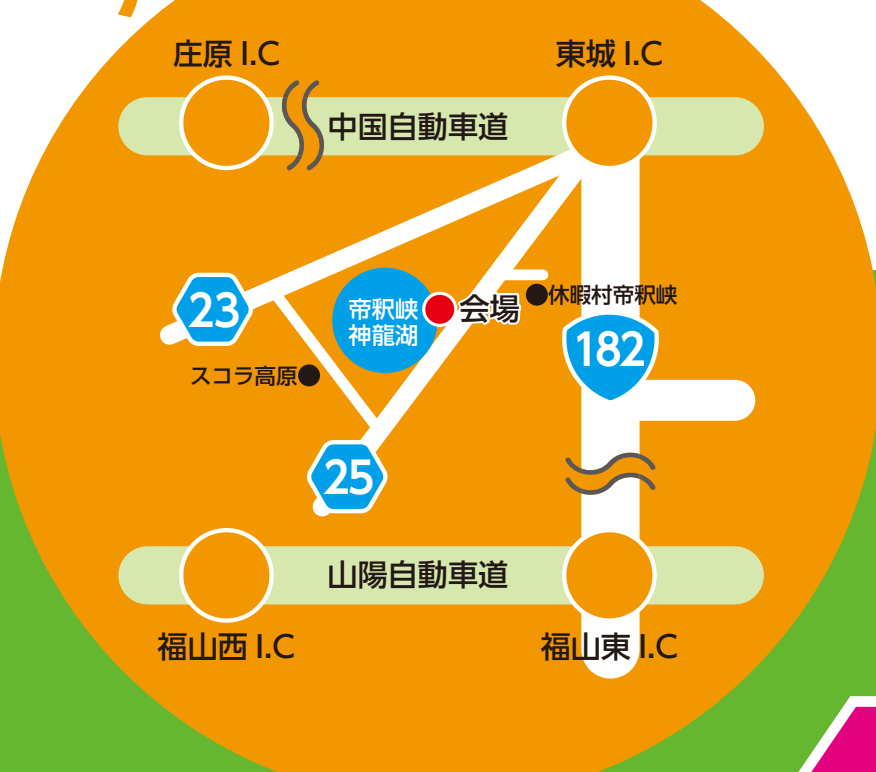 庄原 I.C
東城 I.C
中国自動車道
23
帝釈峡
神龍湖
会場
休暇村帝釈峡
182
スコラ高原
25
山陽自動車道
福山西 I.C
福山東 I.C